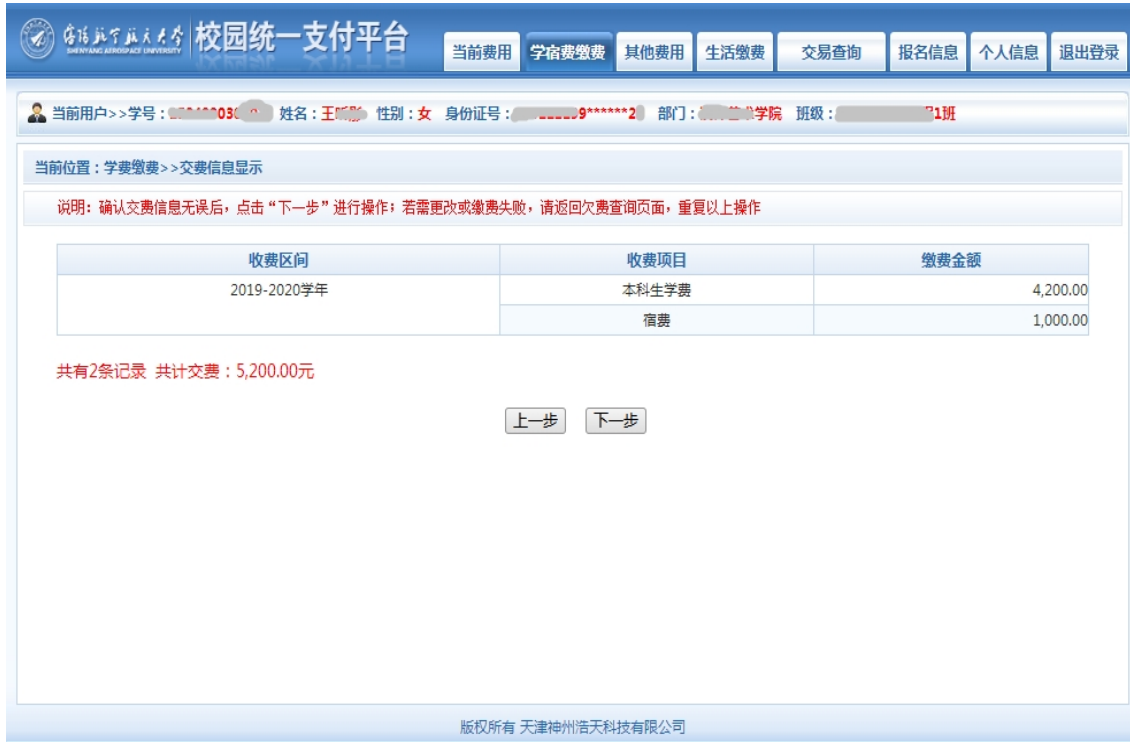 沈阳航空航天大学 校园统一支付平台
SHENYANG AEROSPACE UNIVERSITY
当前费用 学宿费缴费 其他费用 生活缴费 交易查询 报名信息 个人信息 退出登录
当前用户>>学号： 姓名：王 性别：女 身份证号： 9******2 部门： 学院 班级： 1班
当前位置：学费缴费>>交费信息显示
说明：确认交费信息无误后，点击“下一步”进行操作；若需更改或缴费失败，请返回欠费查询页面，重复以上操作
收费区间 收费项目 缴费金额
2019-2020学年 本科生学费 4,200.00
宿费 1,000.00
共有2条记录 共计交费：5,200.00元
上一步 下一步
版权所有 天津神州浩天科技有限公司